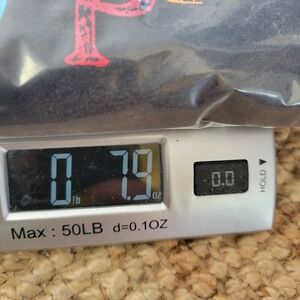 P
0 lb 7.9 oz
0.0
HOLD ▼
Max : 50LB d=0.1OZ